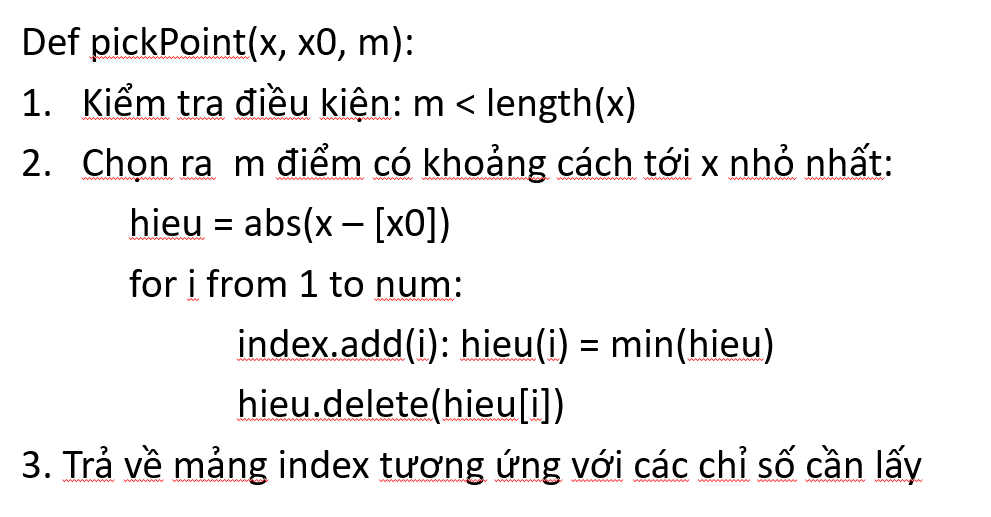 Def pickPoint(x, x0, m):
1. Kiểm tra điều kiện: m < length(x)
2. Chọn ra m điểm có khoảng cách tới x nhỏ nhất:
hieu = abs(x – [x0])
for i from 1 to num:
index.add(i): hieu(i) = min(hieu)
hieu.delete(hieu[i])
3. Trả về mảng index tương ứng với các chỉ số cần lấy